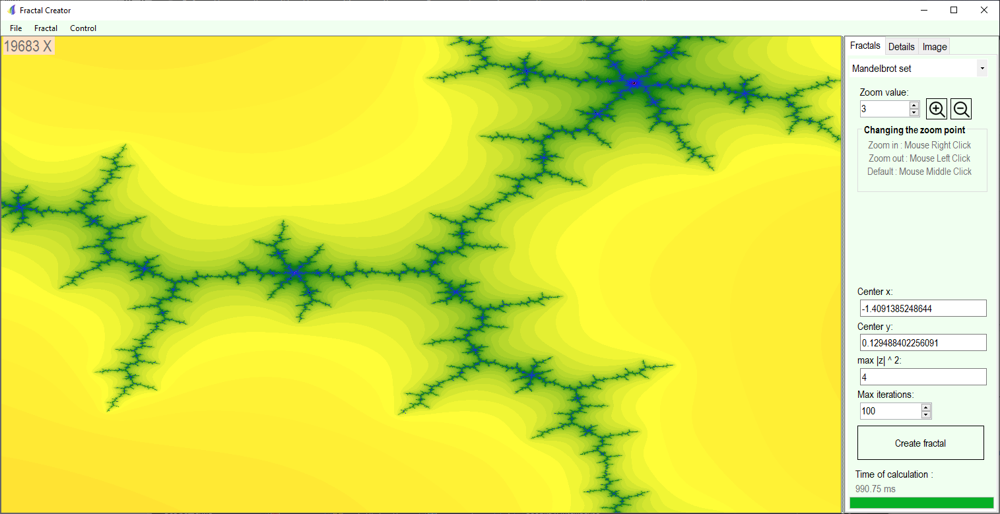 Fractal Creator
File Fractal Control
19683 X
Fractals Details Image
Mandelbrot set
Zoom value:
3
Changing the zoom point
Zoom in : Mouse Right Click
Zoom out : Mouse Left Click
Default : Mouse Middle Click
Center x:
-1.4091385248644
Center y:
0.129488402256091
max |z| ^ 2:
4
Max iterations:
100
Create fractal
Time of calculation :
990.75 ms